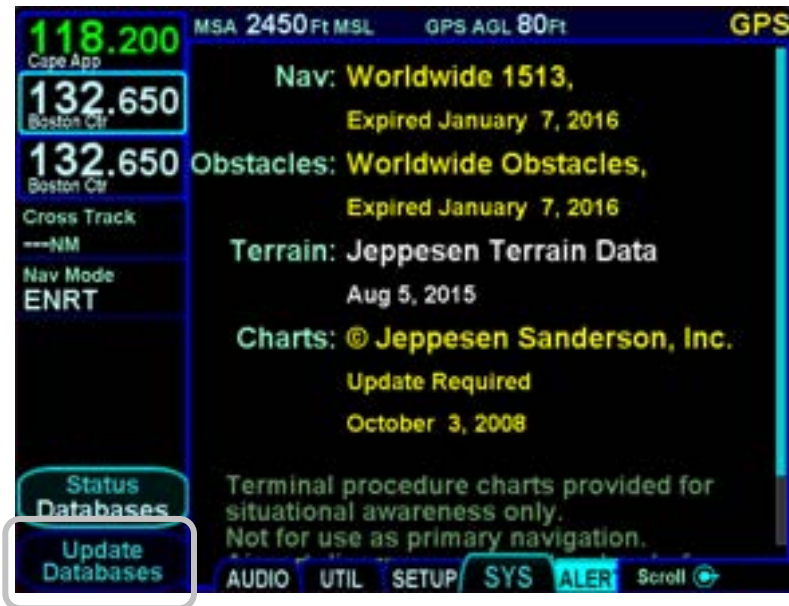 MSA 2450 Ft MSL GPS AGL 80Ft GPS
118.200
Cape App
132.650
Boston Ctr
132.650
Boston Ctr
Cross Track
---NM
Nav Mode
ENRT
Nav: Worldwide 1513,
Expired January 7, 2016
Obstacles: Worldwide Obstacles,
Expired January 7, 2016
Terrain: Jeppesen Terrain Data
Aug 5, 2015
Charts: © Jeppesen Sanderson, Inc.
Update Required
October 3, 2008
Terminal procedure charts provided for
situational awareness only.
Not for use as primary navigation.
Status
Databases
Update
Databases
AUDIO UTIL SETUP SYS ALER Scroll